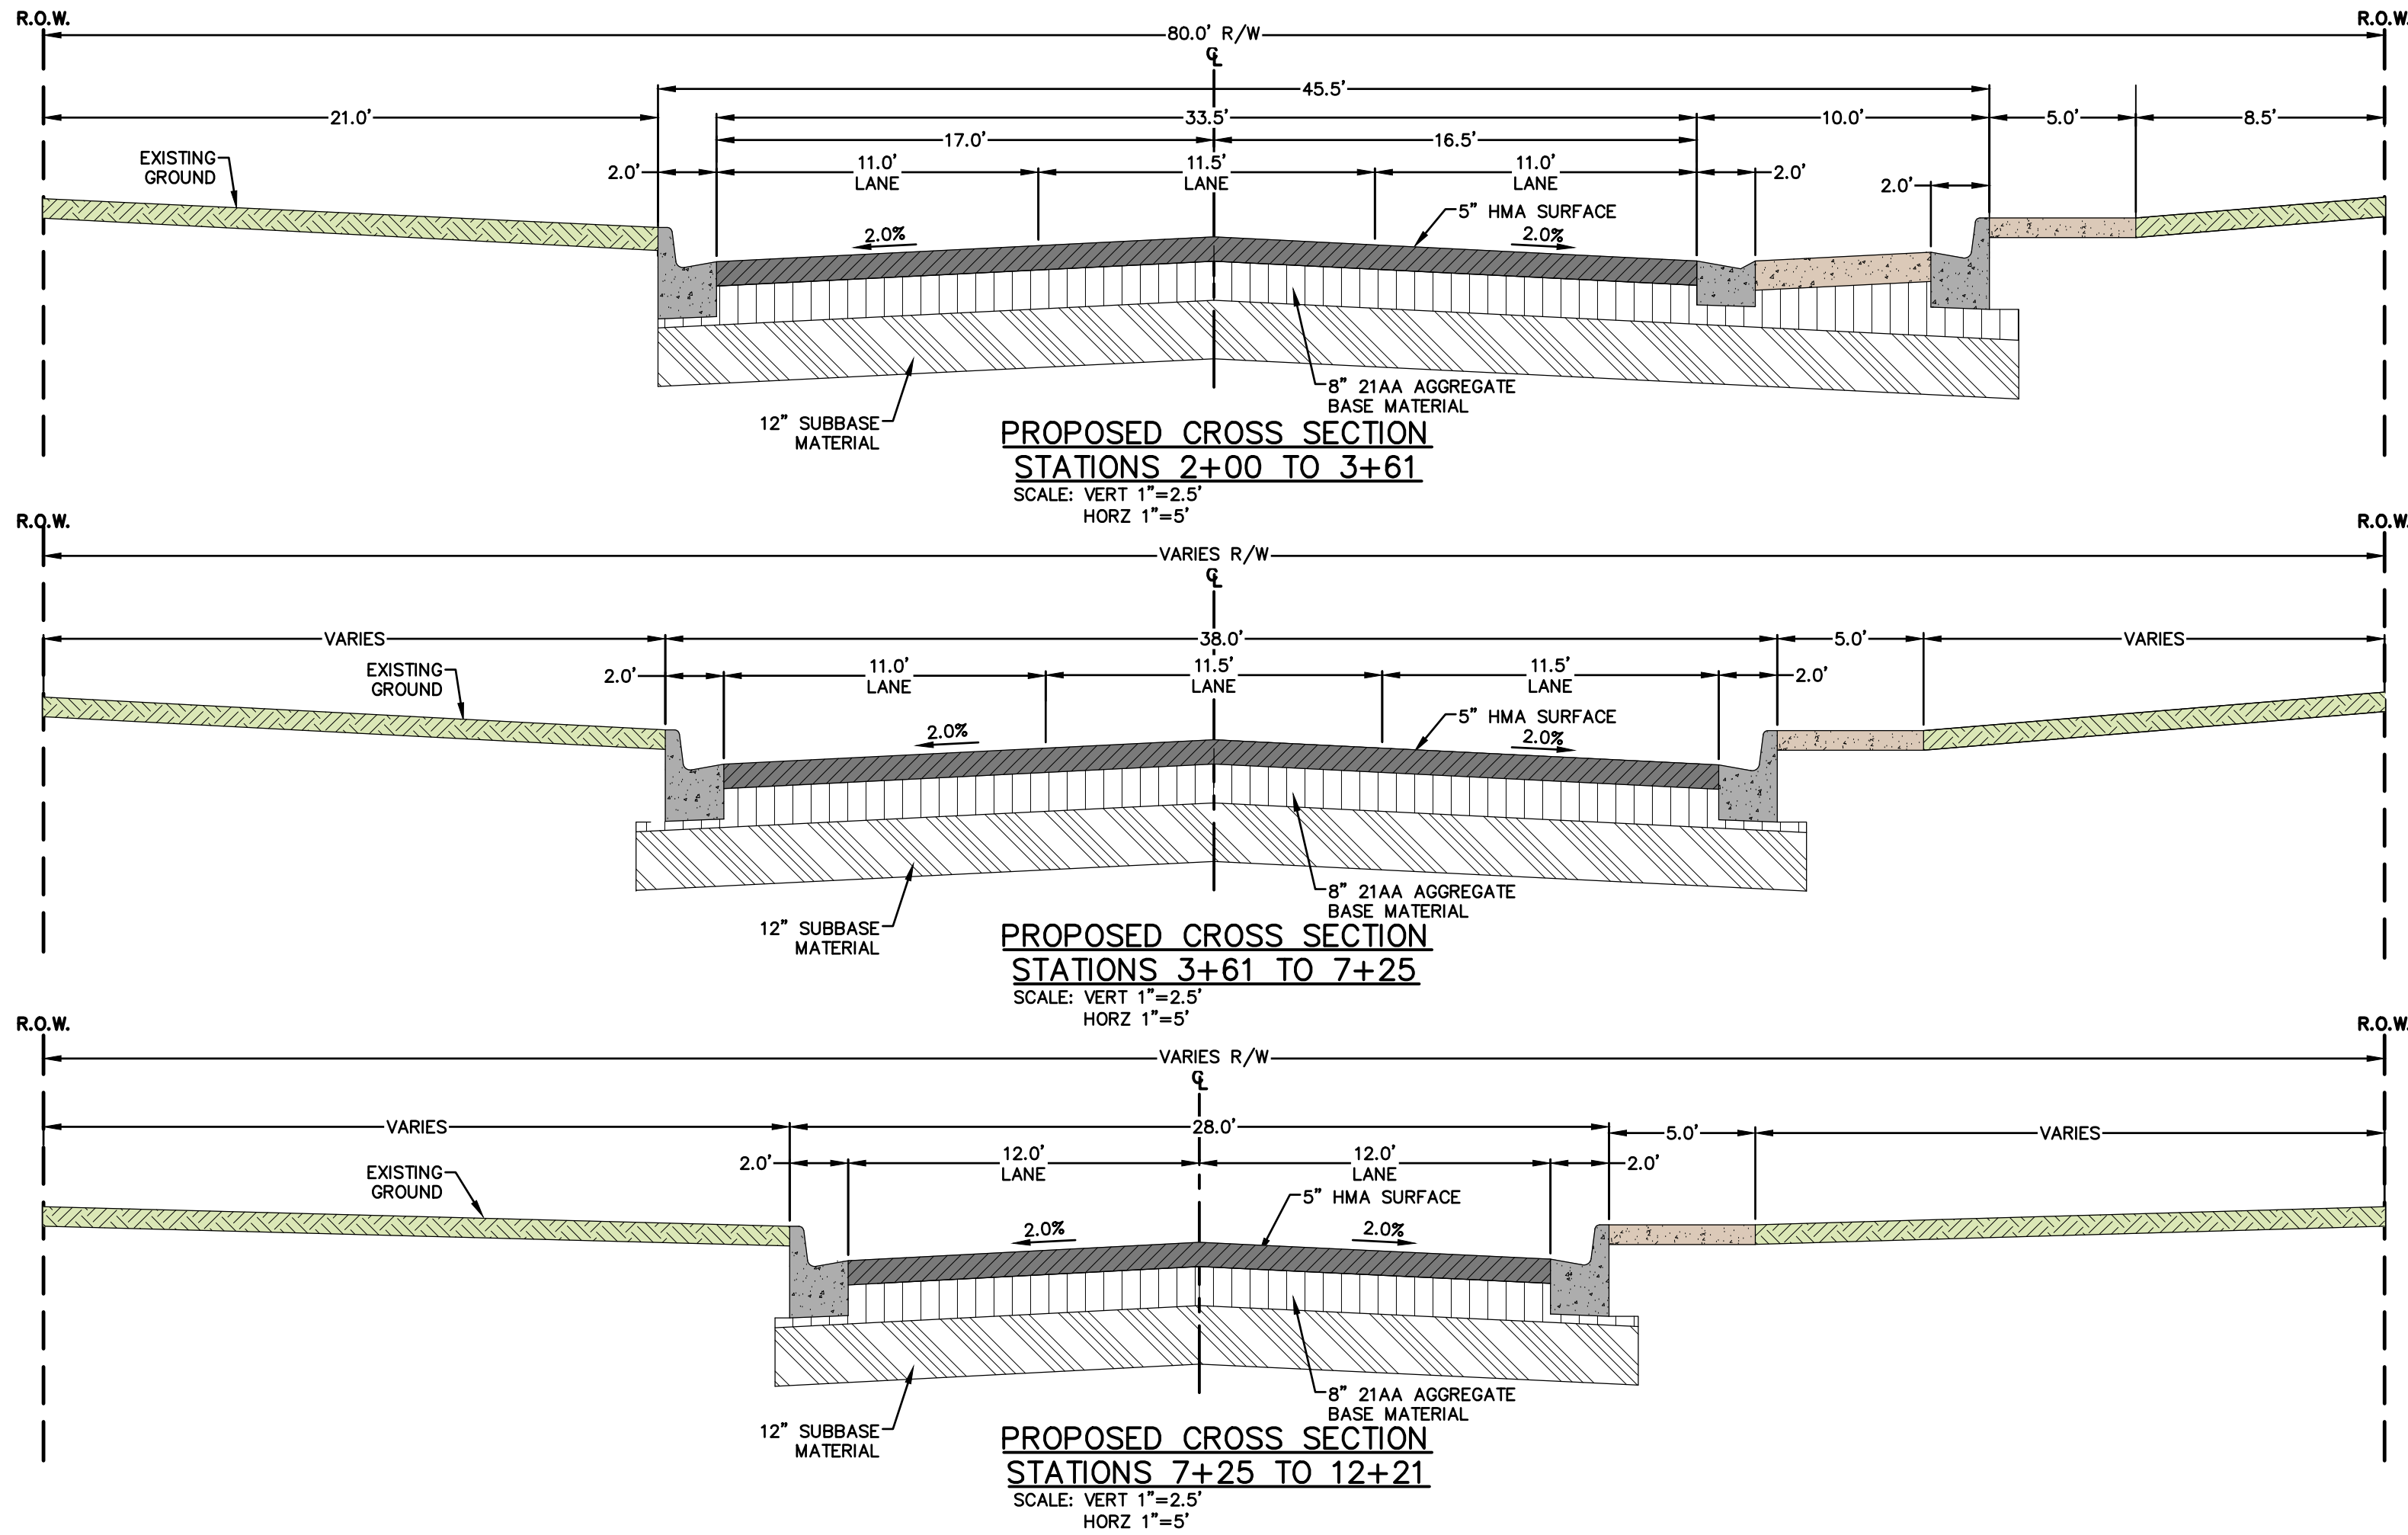 R.O.W.
R.O.W.
80.0' R/W
℄
45.5'
21.0'
33.5'
10.0'
5.0'
8.5'
17.0'
16.5'
EXISTING
GROUND
2.0'
11.0'
LANE
11.5'
LANE
11.0'
LANE
2.0'
2.0'
2.0%
5" HMA SURFACE
2.0%
8" 21AA AGGREGATE
BASE MATERIAL
12" SUBBASE
MATERIAL
PROPOSED CROSS SECTION
STATIONS 2+00 TO 3+61
SCALE: VERT 1"=2.5'
HORZ 1"=5'
R.O.W.
R.O.W.
VARIES R/W
℄
VARIES
38.0'
5.0'
VARIES
EXISTING
GROUND
2.0'
11.0'
LANE
11.5'
LANE
11.5'
LANE
2.0'
2.0%
5" HMA SURFACE
2.0%
8" 21AA AGGREGATE
BASE MATERIAL
12" SUBBASE
MATERIAL
PROPOSED CROSS SECTION
STATIONS 3+61 TO 7+25
SCALE: VERT 1"=2.5'
HORZ 1"=5'
R.O.W.
R.O.W.
VARIES R/W
℄
VARIES
28.0'
5.0'
VARIES
EXISTING
GROUND
2.0'
12.0'
LANE
12.0'
LANE
2.0'
5" HMA SURFACE
2.0%
2.0%
8" 21AA AGGREGATE
BASE MATERIAL
12" SUBBASE
MATERIAL
PROPOSED CROSS SECTION
STATIONS 7+25 TO 12+21
SCALE: VERT 1"=2.5'
HORZ 1"=5'